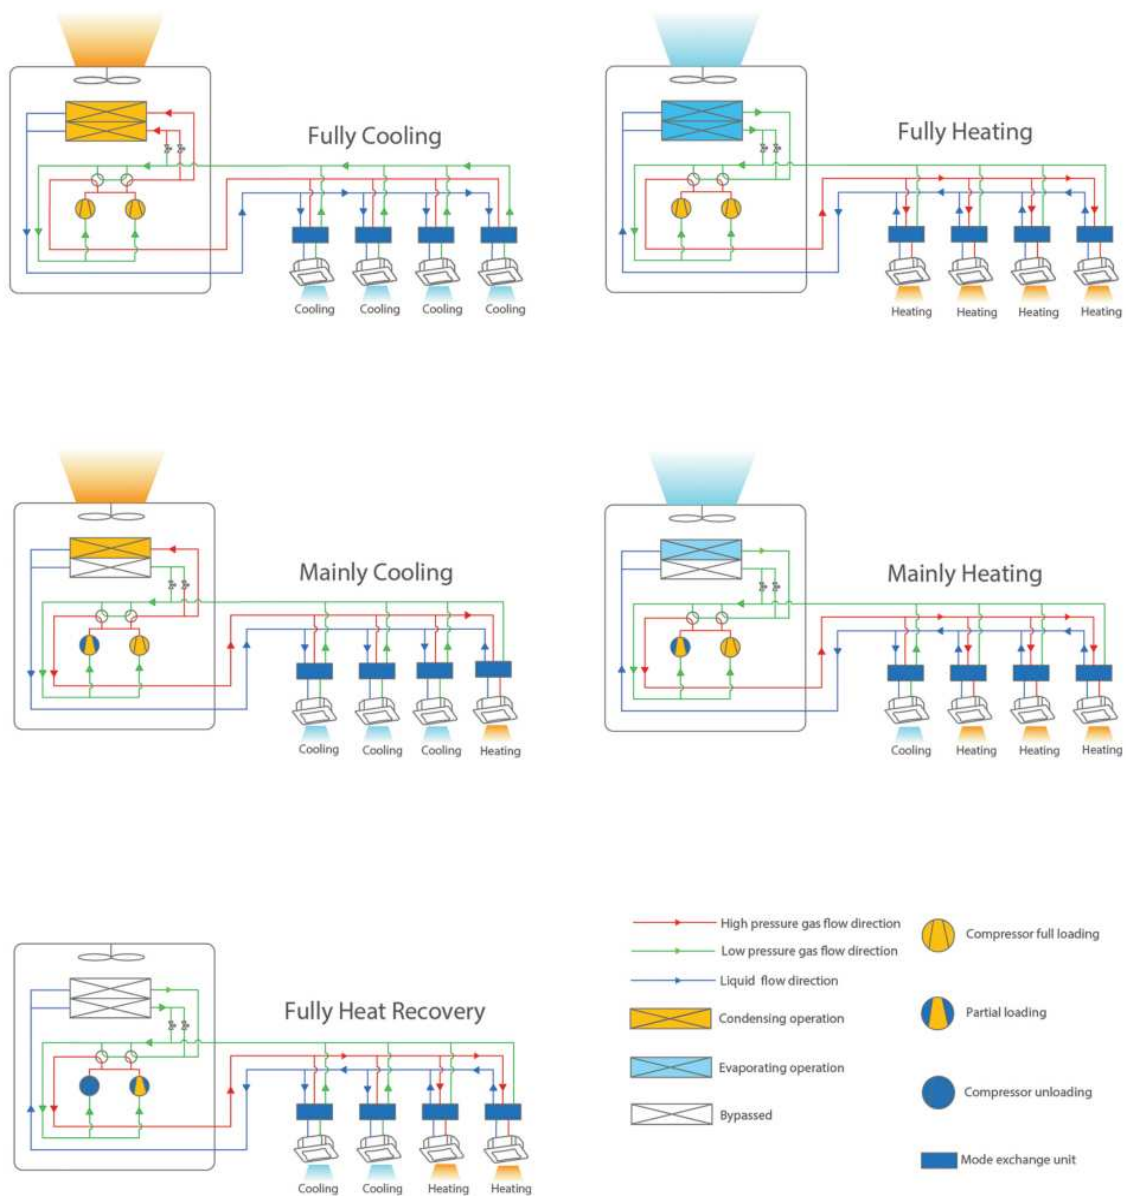 Fully Cooling
Cooling Cooling Cooling Cooling
Fully Heating
Heating Heating Heating Heating
Mainly Cooling
Cooling Cooling Cooling Heating
Mainly Heating
Cooling Heating Heating Heating
Fully Heat Recovery
Cooling Cooling Heating Heating
High pressure gas flow direction
Low pressure gas flow direction
Liquid flow direction
Condensing operation
Evaporating operation
Bypassed
Compressor full loading
Partial loading
Compressor unloading
Mode exchange unit